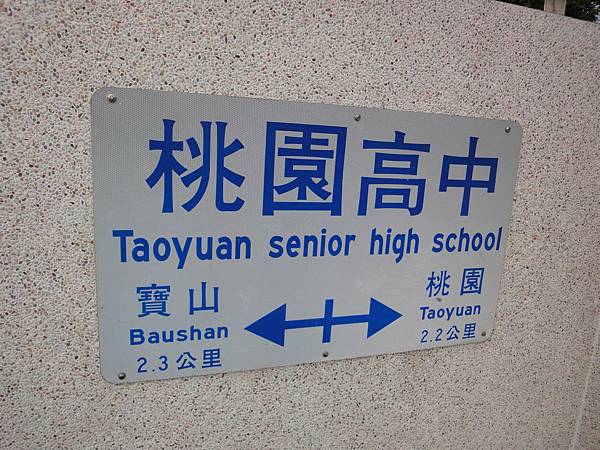 桃園高中
Taoyuan senior high school
寶山
Baushan
2.3公里
桃園
Taoyuan
2.2公里